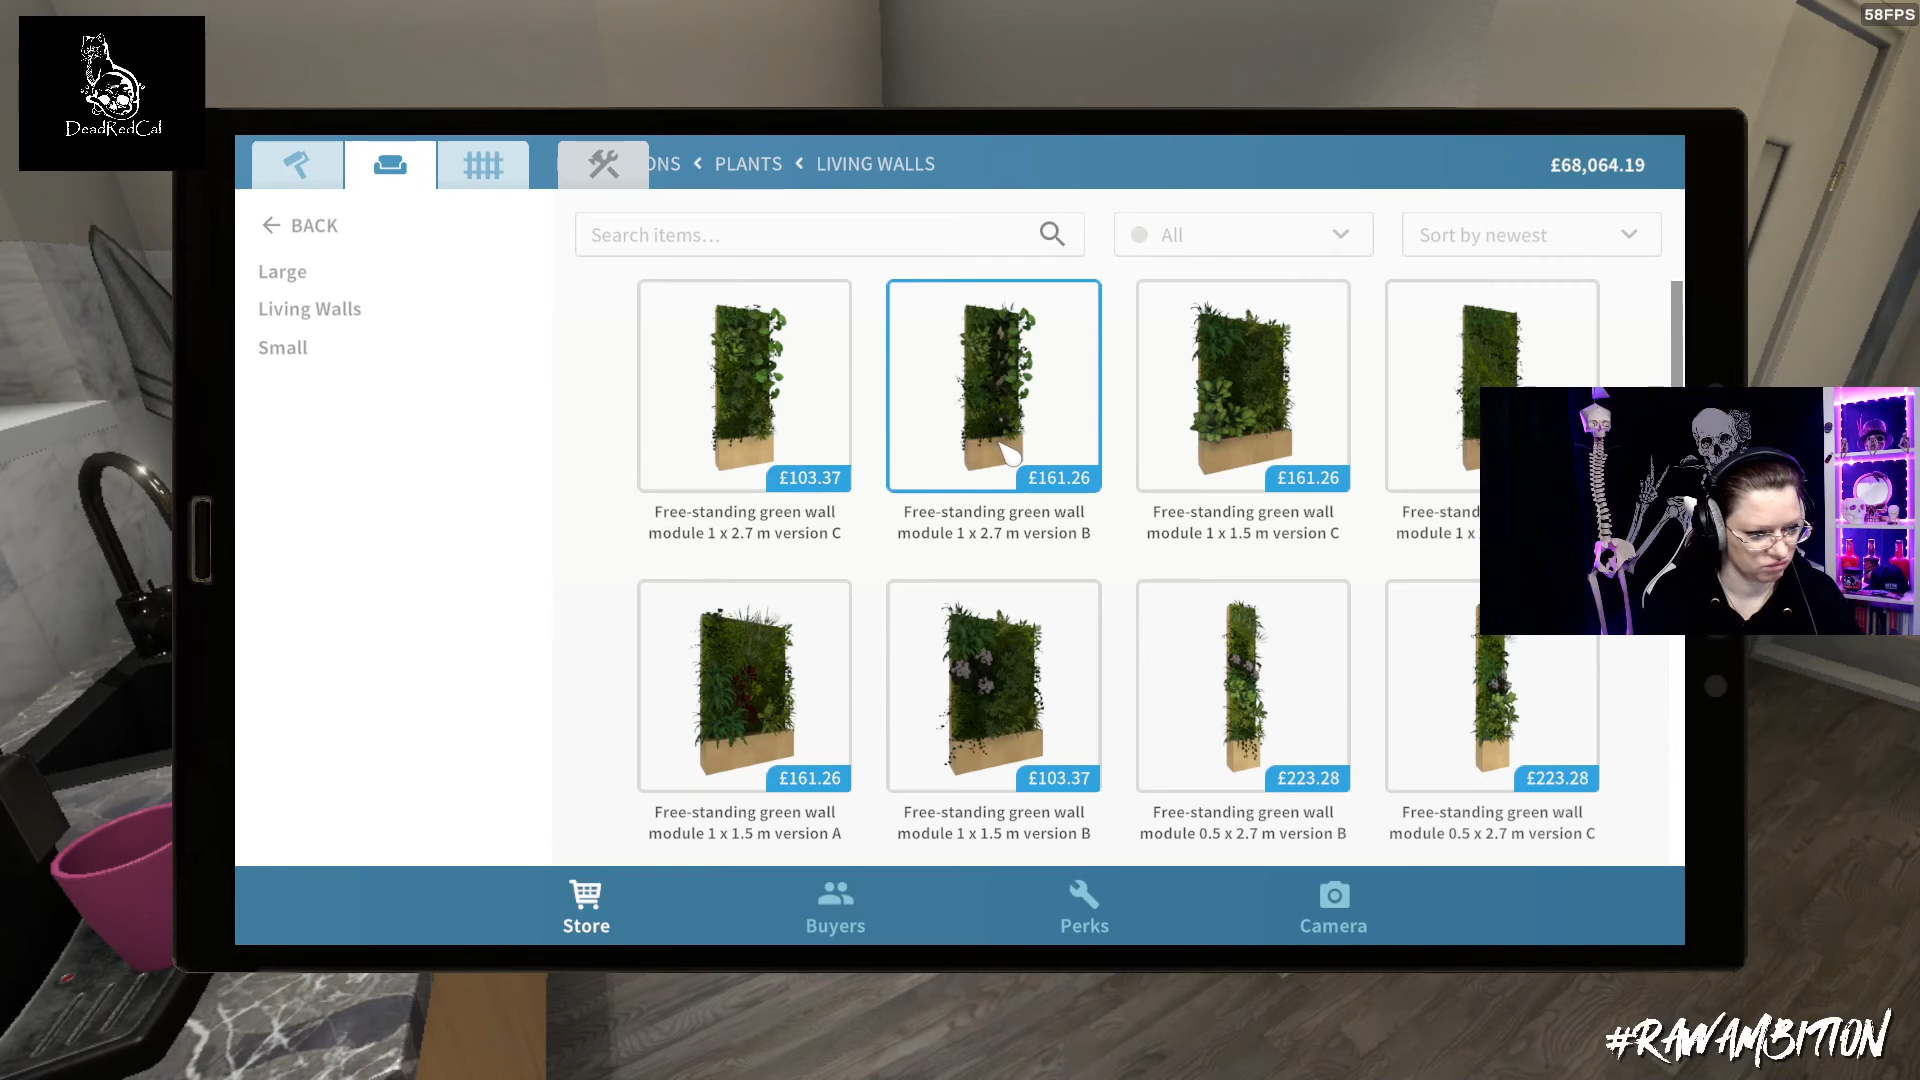 58FPS
DeadRedCal
ONS < PLANTS < LIVING WALLS
£68,064.19
BACK
Large
Living Walls
Small
Search items...
All
Sort by newest
£103.37
£161.26
£161.26
Free-standing green wall
module 1 x 2.7 m version C
Free-standing green wall
module 1 x 2.7 m version B
Free-standing green wall
module 1 x 1.5 m version C
Free-stand
module 1 x
£161.26
£103.37
£223.28
£223.28
Free-standing green wall
module 1 x 1.5 m version A
Free-standing green wall
module 1 x 1.5 m version B
Free-standing green wall
module 0.5 x 2.7 m version B
Free-standing green wall
module 0.5 x 2.7 m version C
Store
Buyers
Perks
Camera
#RAWAMBITION